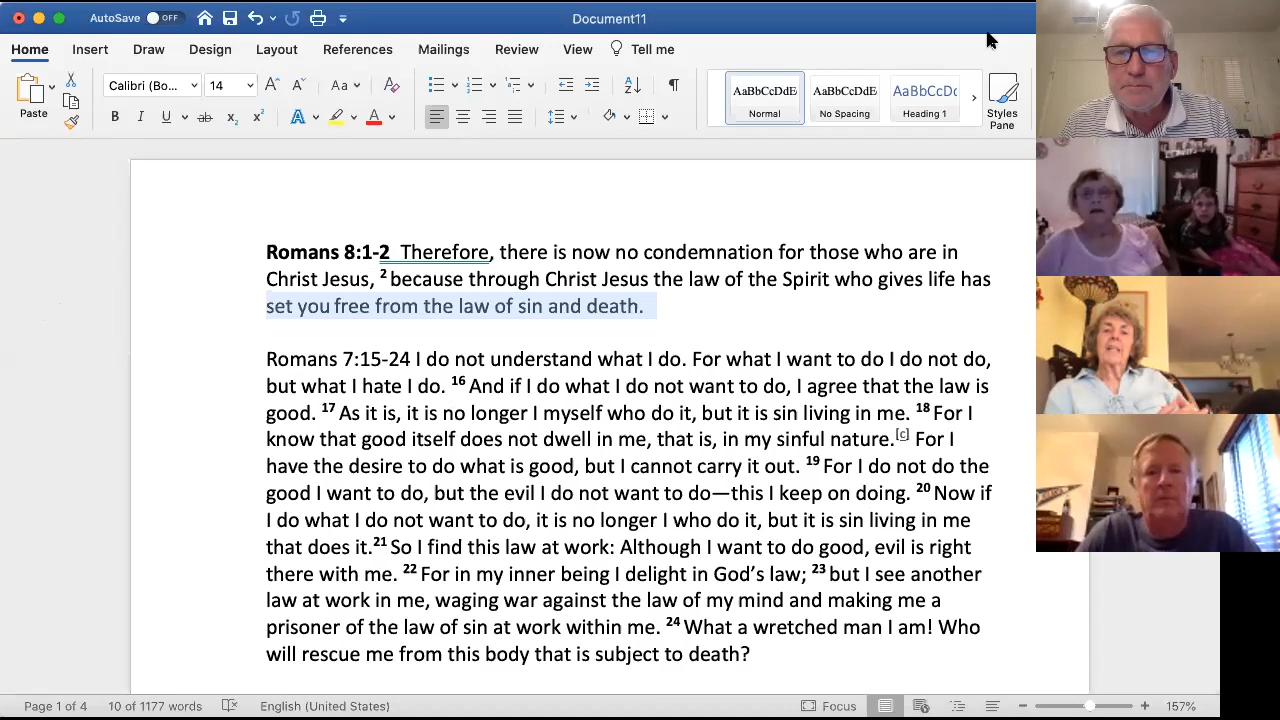 AutoSave OFF
Document11
Home Insert Draw Design Layout References Mailings Review View Tell me
Paste
Calibri (Bo... 14
AaBbCcDdE AaBbCcDdE AaBbCcDc
Normal No Spacing Heading 1
Styles Pane
Romans 8:1-2 Therefore, there is now no condemnation for those who are in
Christ Jesus, 2 because through Christ Jesus the law of the Spirit who gives life has
set you free from the law of sin and death.
Romans 7:15-24 I do not understand what I do. For what I want to do I do not do,
but what I hate I do. 16 And if I do what I do not want to do, I agree that the law is
good. 17 As it is, it is no longer I myself who do it, but it is sin living in me. 18 For I
know that good itself does not dwell in me, that is, in my sinful nature.[c] For I
have the desire to do what is good, but I cannot carry it out. 19 For I do not do the
good I want to do, but the evil I do not want to do—this I keep on doing. 20 Now if
I do what I do not want to do, it is no longer I who do it, but it is sin living in me
that does it.21 So I find this law at work: Although I want to do good, evil is right
there with me. 22 For in my inner being I delight in God's law; 23 but I see another
law at work in me, waging war against the law of my mind and making me a
prisoner of the law of sin at work within me. 24 What a wretched man I am! Who
will rescue me from this body that is subject to death?
Page 1 of 4 10 of 1177 words English (United States) Focus 157%